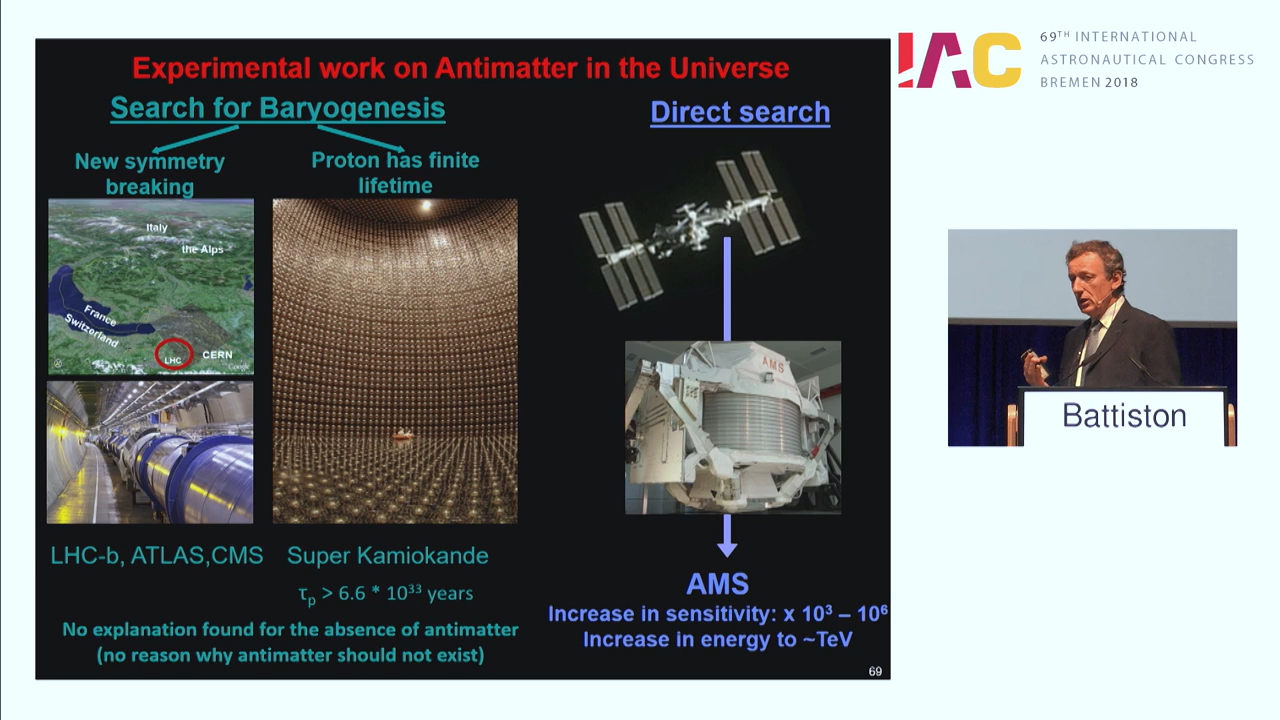 Experimental work on Antimatter in the Universe
Search for Baryogenesis
Direct search
New symmetry
breaking
Proton has finite
lifetime
Italy
the Alps
France
Switzerland
LHC
CERN
Google
AMS
LHC-b, ATLAS,CMS
Super Kamiokande
τₚ > 6.6 * 10³³ years
No explanation found for the absence of antimatter
(no reason why antimatter should not exist)
AMS
Increase in sensitivity: x 10³ – 10⁶
Increase in energy to ~TeV
69
IAC
69TH INTERNATIONAL
ASTRONAUTICAL CONGRESS
BREMEN 2018
Battiston